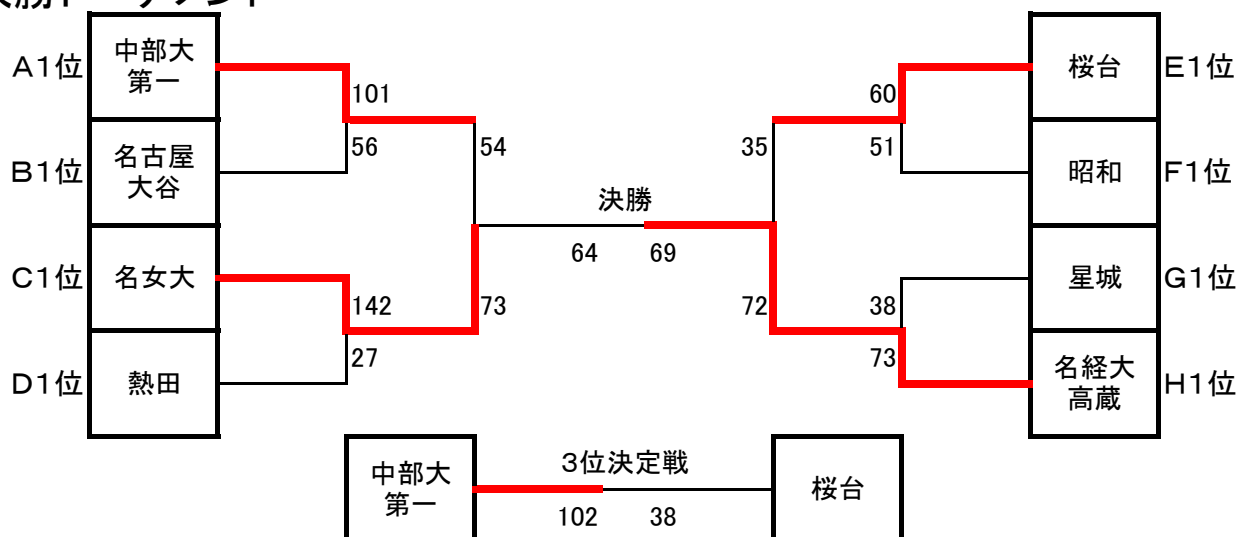 A1位
中部大
第一
B1位
名古屋
大谷
C1位
名女大
D1位
熱田
101
56
142
27
54
73
決勝
64 69
35
72
60
51
38
73
桜台
E1位
昭和
F1位
星城
G1位
名経大
高蔵
H1位
中部大
第一
3位決定戦
102 38
桜台